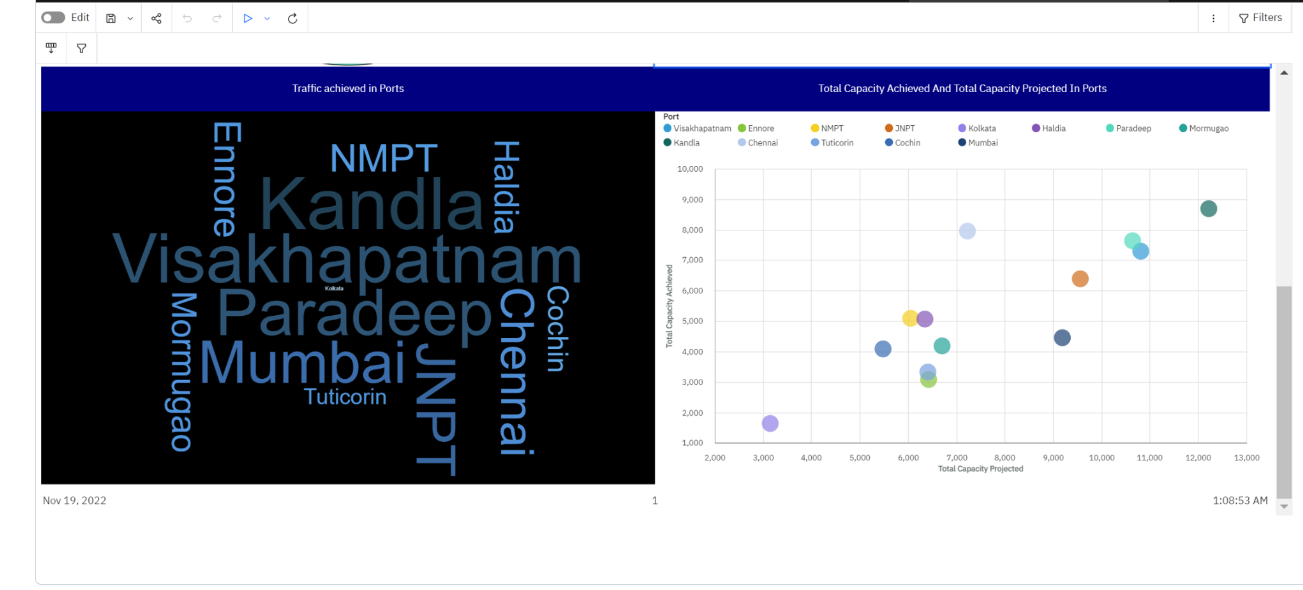 Edit
Filters
Traffic achieved in Ports
Total Capacity Achieved And Total Capacity Projected In Ports
Ennore
NMPT
Haldia
Kandla
Visakhapatnam
Kolkata
Paradeep
Mormugao
Mumbai
JNPT
Chennai
Cochin
Tuticorin
Port
Visakhapatnam Ennore NMPT JNPT Kolkata Haldia Paradeep Mormugao
Kandla Chennai Tuticorin Cochin Mumbai
Total Capacity Achieved
10,000
9,000
8,000
7,000
6,000
5,000
4,000
3,000
2,000
1,000
2,000 3,000 4,000 5,000 6,000 7,000 8,000 9,000 10,000 11,000 12,000 13,000
Total Capacity Projected
Nov 19, 2022 1 1:08:53 AM